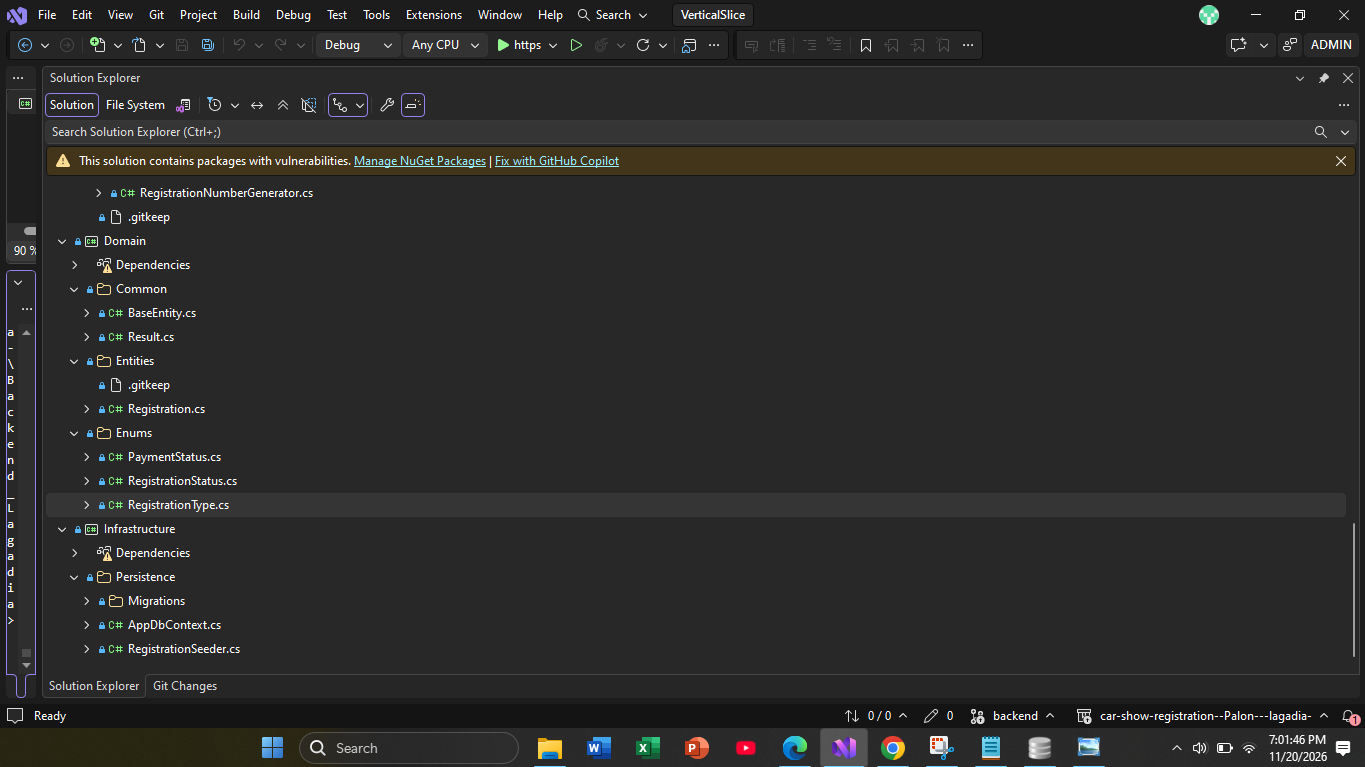 File Edit View Git Project Build Debug Test Tools Extensions Window Help Search VerticalSlice
Debug Any CPU https ADMIN
Solution Explorer
Solution File System
Search Solution Explorer (Ctrl+;)
This solution contains packages with vulnerabilities. Manage NuGet Packages | Fix with GitHub Copilot
C# RegistrationNumberGenerator.cs
.gitkeep
90 %
Domain
Dependencies
Common
C# BaseEntity.cs
C# Result.cs
Entities
.gitkeep
C# Registration.cs
Enums
C# PaymentStatus.cs
C# RegistrationStatus.cs
C# RegistrationType.cs
Infrastructure
Dependencies
Persistence
Migrations
C# AppDbContext.cs
C# RegistrationSeeder.cs
a
-
\
B
a
c
k
e
n
d
_
L
a
g
a
d
i
a
>
Solution Explorer Git Changes
Ready 0 / 0 0 backend car-show-registration--Palon---lagadia- 1
Search
7:01:46 PM
11/20/2026